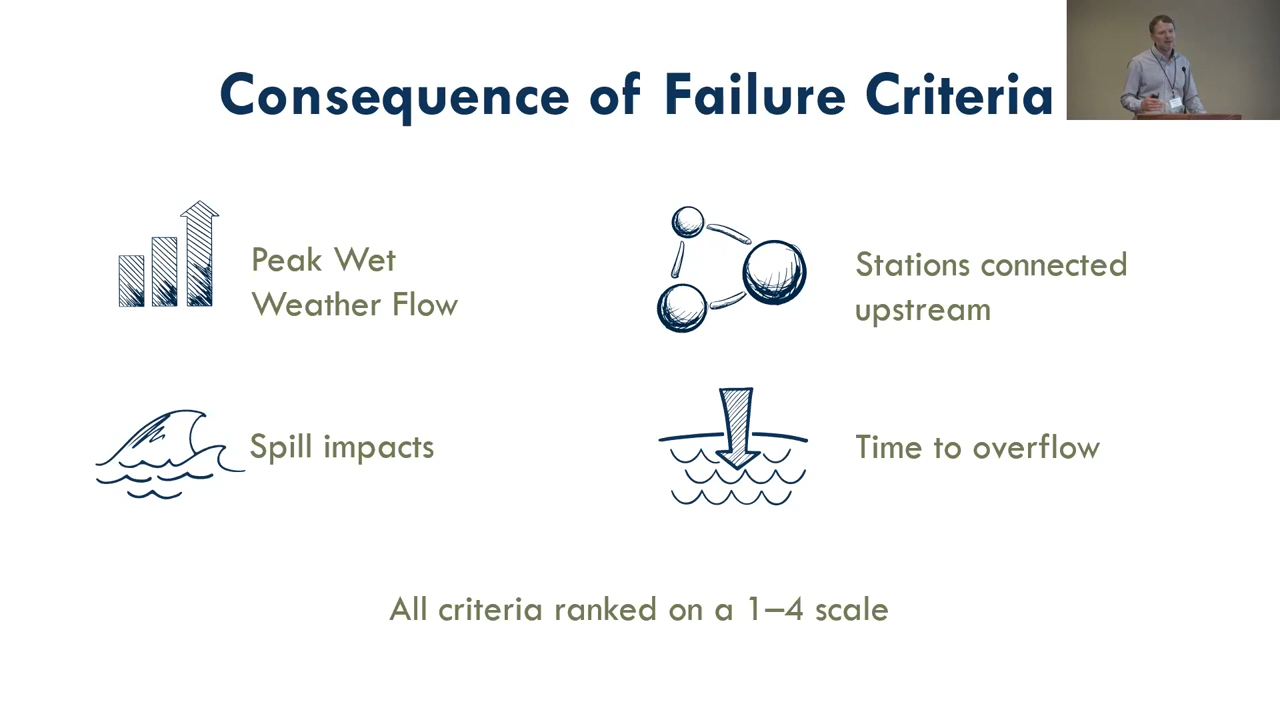 Consequence of Failure Criteria
Peak Wet
Weather Flow
Stations connected
upstream
Spill impacts
Time to overflow
All criteria ranked on a 1–4 scale